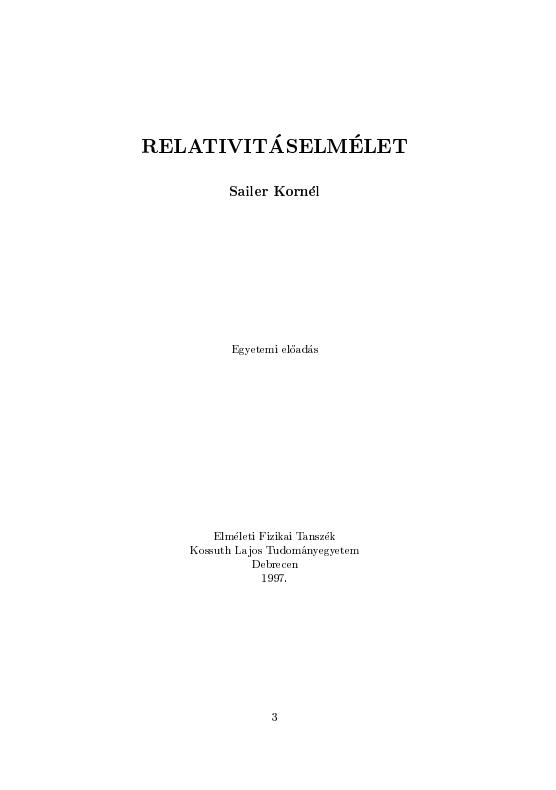 RELATIVITÁSELMÉLET
Sailer Kornél
Egyetemi előadás
Elméleti Fizikai Tanszék
Kossuth Lajos Tudományegyetem
Debrecen
1997.
3